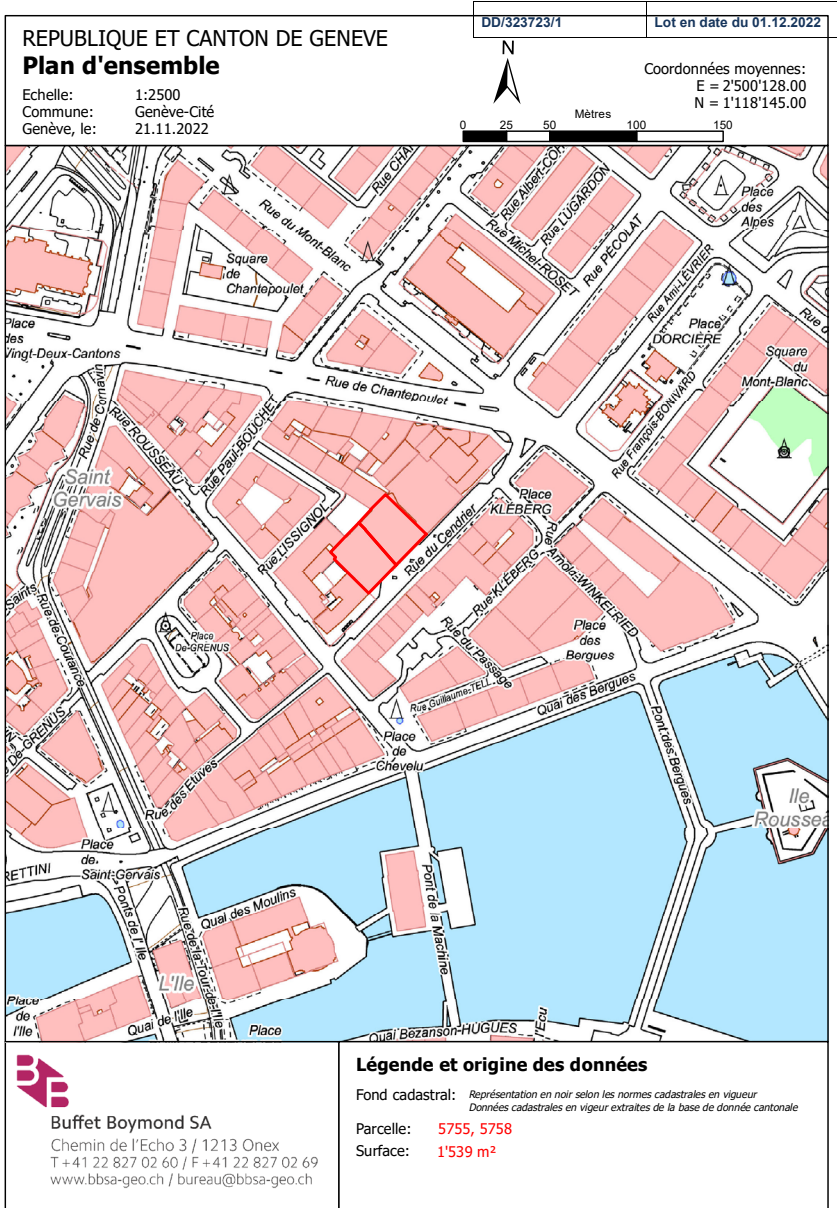 DD/323723/1
Lot en date du 01.12.2022
REPUBLIQUE ET CANTON DE GENEVE
Plan d'ensemble
Echelle: 1:2500
Commune: Genève-Cité
Genève, le: 21.11.2022
N
Coordonnées moyennes:
E = 2'500'128.00
N = 1'118'145.00
Mètres
0 25 50 100 150
Rue du Mont-Blanc
Rue Albert-
Rue LUGARDON
Rue Michel-ROSET
Rue PÉCOLAT
Place
des
Alpes
Square
de
Chantepoulet
Rue Ami-LÉVRIER
Place
DORCIÈRE
Place
des
Vingt-Deux-Cantons
Rue de Chantepoulet
Rue François-BONIVARD
Square
du
Mont-Blanc
Rue de Cornavin
Rue ROUSSEAU
Rue Paul-BOUCHET
Saint
Gervais
Rue LISSIGNOL
Rue du Cendrier
Place
KLÉBERG
Rue KLÉBERG
Rue Arnold-WINKELRIED
Rue de Coutance
Place
De-GRENUS
Rue du Passage
Place
des
Bergues
Rue Guillaume-TELL
Quai des Bergues
Pont des Bergues
De-GRENUS
Place
de
Chevelu
Rue des Etuves
Ile
Roussea
Place
de
Saint-Gervais
RETTINI
Ponts de l' Ile
Rue de-la-Tour-de-l'Ile
Quai des Moulins
Pont de la Machine
L'Ile
Place
de
l'Ile
Quai de l'Ile
Place
Quai Bezanson-HUGUES
l'Ecu
BB
Buffet Boymond SA
Chemin de l'Echo 3 / 1213 Onex
T +41 22 827 02 60 / F +41 22 827 02 69
www.bbsa-geo.ch / bureau@bbsa-geo.ch
Légende et origine des données
Fond cadastral: Représentation en noir selon les normes cadastrales en vigueur
Données cadastrales en vigeur extraites de la base de donnée cantonale
Parcelle: 5755, 5758
Surface: 1'539 m²